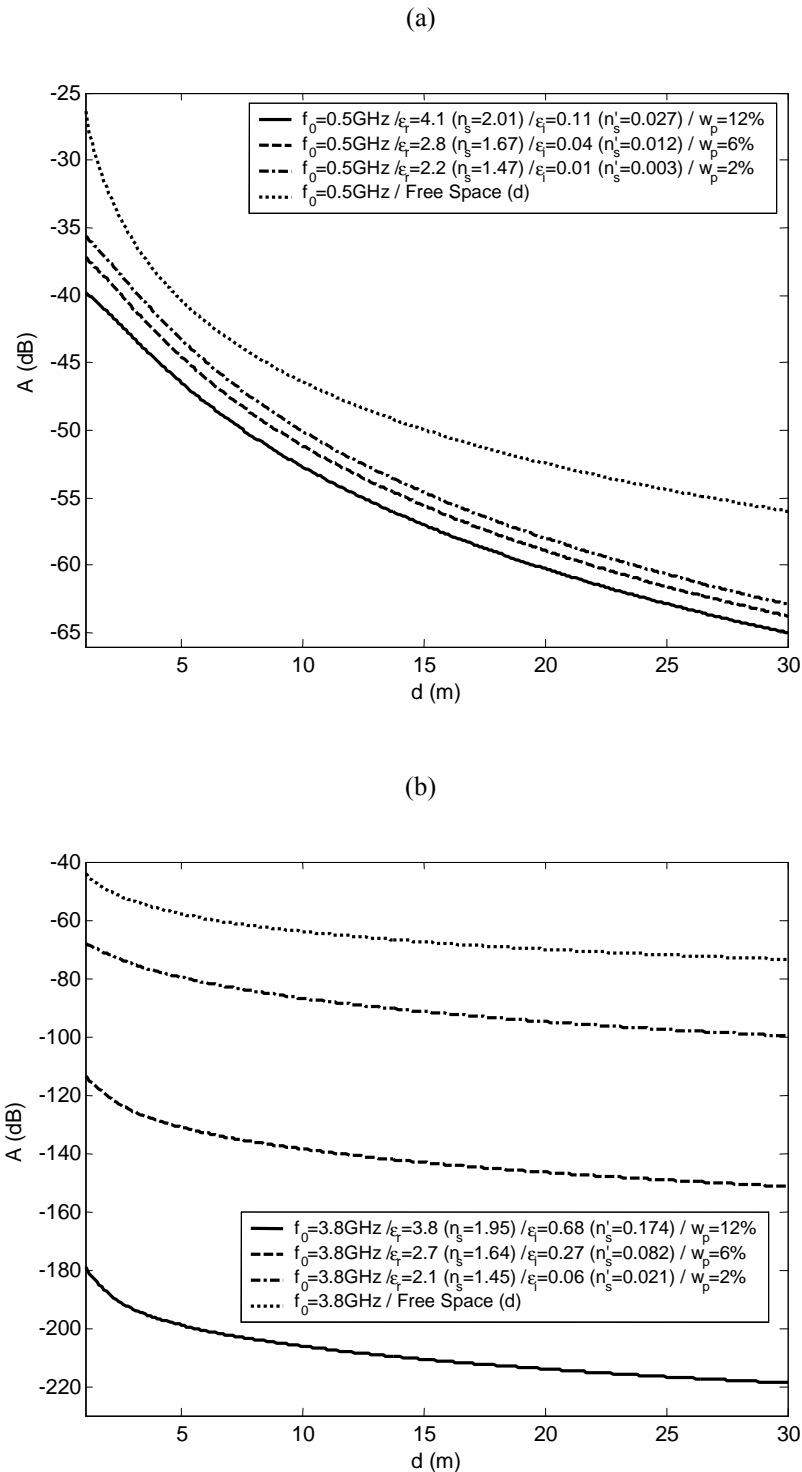 (a)
-25
-30
-35
-40
-45
-50
-55
-60
-65
A (dB)
f0=0.5GHz /εr=4.1 (ns=2.01) /εi=0.11 (n's=0.027) / wp=12%
f0=0.5GHz /εr=2.8 (ns=1.67) /εi=0.04 (n's=0.012) / wp=6%
f0=0.5GHz /εr=2.2 (ns=1.47) /εi=0.01 (n's=0.003) / wp=2%
f0=0.5GHz / Free Space (d)
5 10 15 20 25 30
d (m)
(b)
-40
-60
-80
-100
-120
-140
-160
-180
-200
-220
A (dB)
f0=3.8GHz /εr=3.8 (ns=1.95) /εi=0.68 (n's=0.174) / wp=12%
f0=3.8GHz /εr=2.7 (ns=1.64) /εi=0.27 (n's=0.082) / wp=6%
f0=3.8GHz /εr=2.1 (ns=1.45) /εi=0.06 (n's=0.021) / wp=2%
f0=3.8GHz / Free Space (d)
5 10 15 20 25 30
d (m)